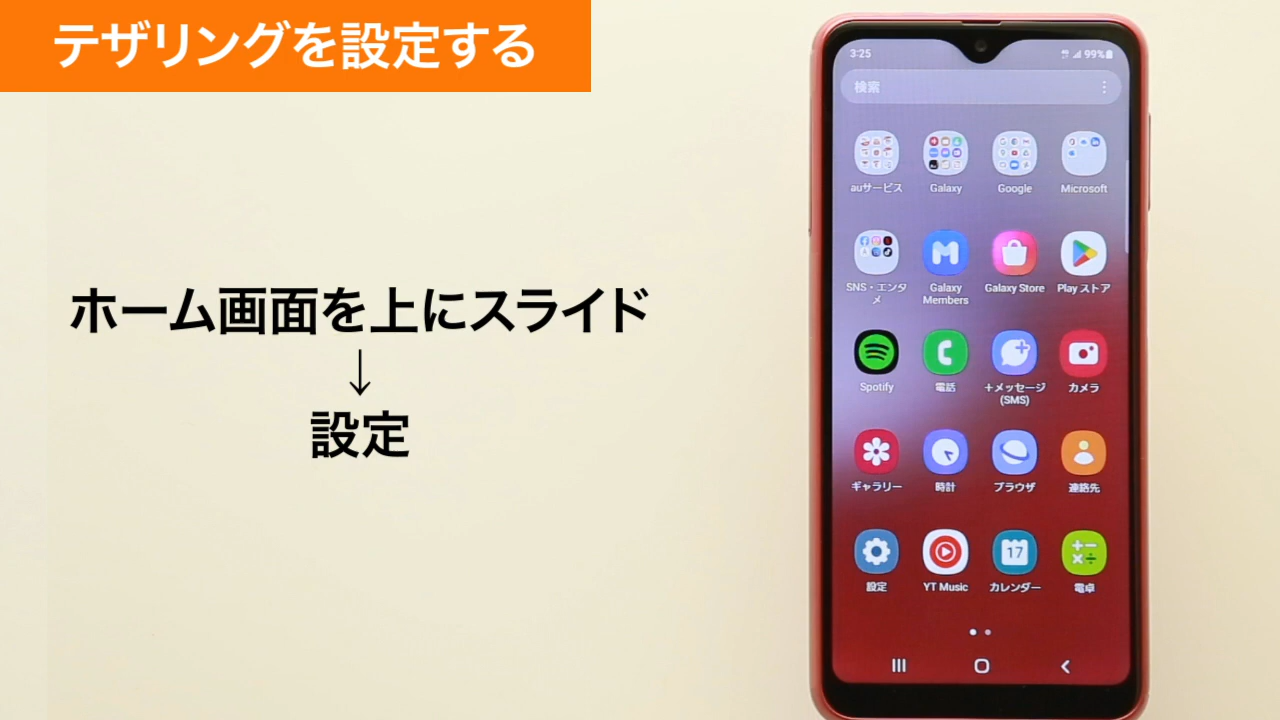 テザリングを設定する
ホーム画面を上にスライド
↓
設定
3:25
99%
検索
auサービス
Galaxy
Google
Microsoft
SNS・エンタ
メ
Galaxy
Members
Galaxy Store
Play ストア
Spotify
電話
+メッセージ
(SMS)
カメラ
ギャラリー
時計
ブラウザ
連絡先
設定
17
YT Music
カレンダー
電卓